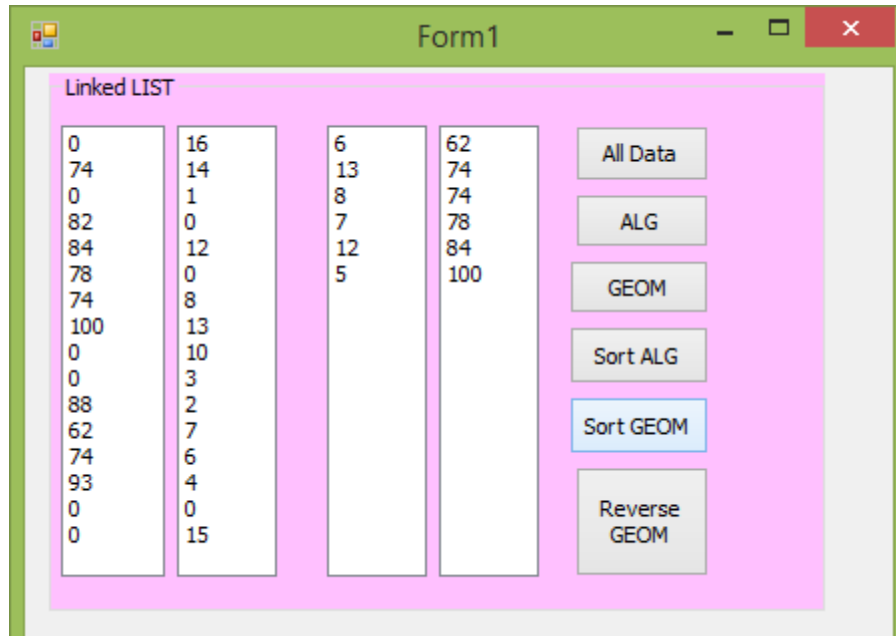 Form1
Linked LIST
0 16 6 62
74 14 13 74
0 1 8 74
82 0 7 78
84 12 12 84
78 0 5 100
74 8
100 13
0 10
0 3
88 2
62 7
74 6
93 4
0 0
0 15
All Data
ALG
GEOM
Sort ALG
Sort GEOM
Reverse
GEOM